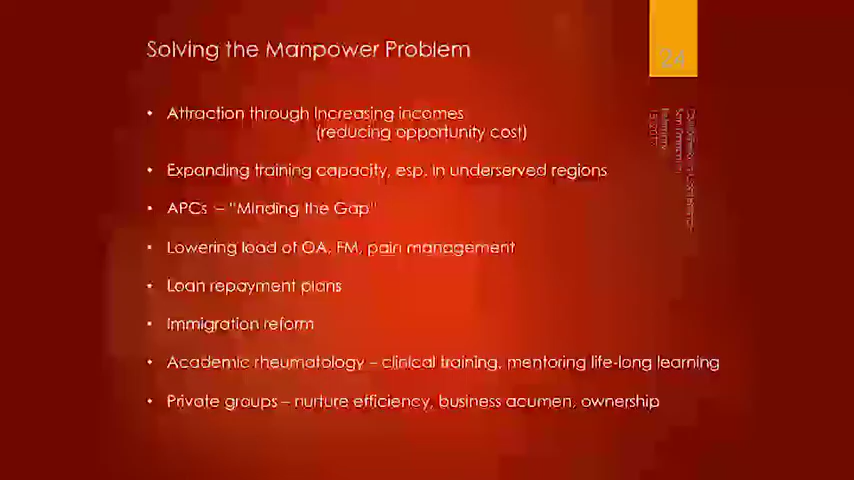 Solving the Manpower Problem
24
• Attraction through Increasing incomes
(reducing opportunity cost)
• Expanding training capacity, esp. in underserved regions
• APCs – "Minding the Gap"
• Lowering load of OA, FM, pain management
• Loan repayment plans
• Immigration reform
• Academic rheumatology – clinical training, mentoring life-long learning
• Private groups – nurture efficiency, business acumen, ownership